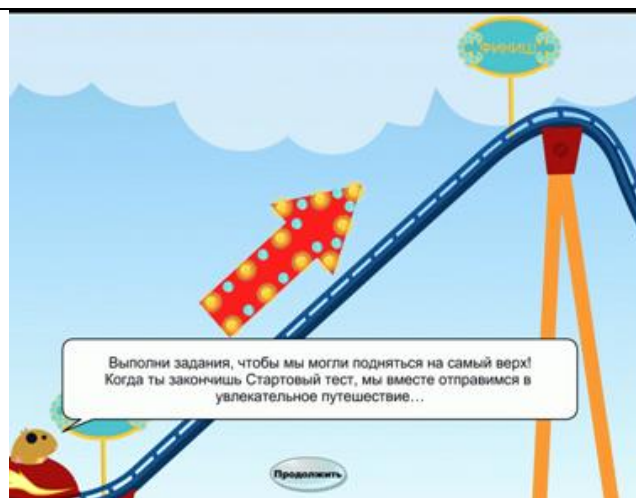 ФИНИШ
Выполни задания, чтобы мы могли подняться на самый верх!
Когда ты закончишь Стартовый тест, мы вместе отправимся в
увлекательное путешествие…
Продолжить